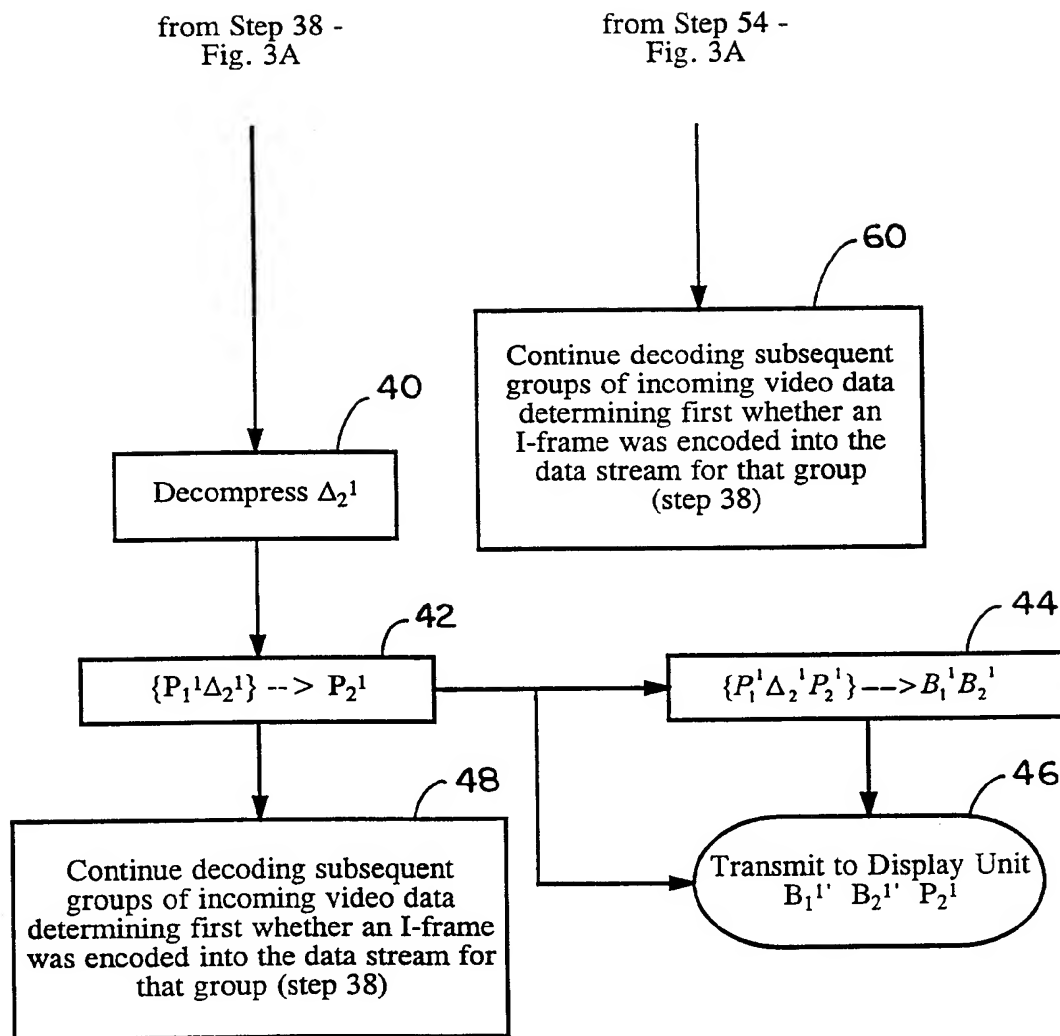 from Step 38 -
Fig. 3A
from Step 54 -
Fig. 3A
60
Continue decoding subsequent
groups of incoming video data
determining first whether an
I-frame was encoded into the
data stream for that group
(step 38)
40
Decompress Δ₂¹
42
{P₁¹Δ₂¹} --> P₂¹
44
{P₁¹Δ₂¹P₂¹} —–> B₁¹B₂¹
48
Continue decoding subsequent
groups of incoming video data
determining first whether an I-frame
was encoded into the data stream for
that group (step 38)
46
Transmit to Display Unit
B₁¹' B₂¹' P₂¹